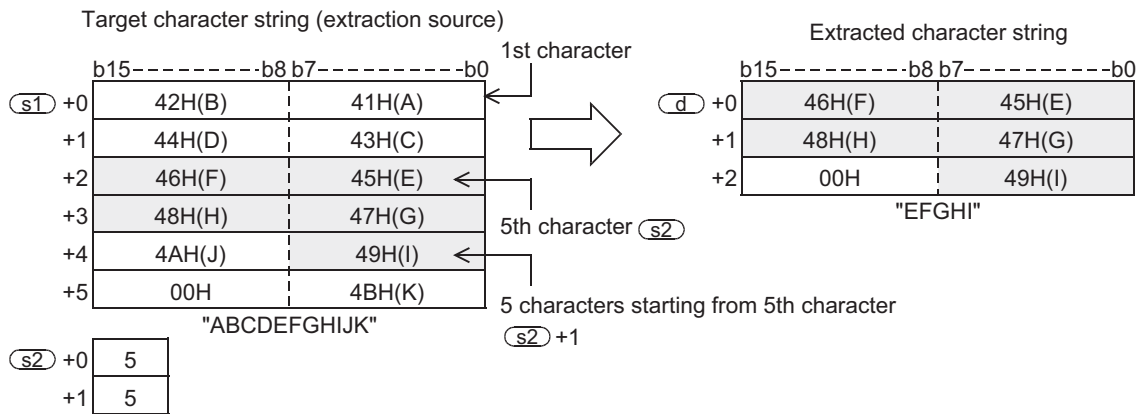 Target character string (extraction source)
Extracted character string
1st character
b15 b8 b7 b0
b15 b8 b7 b0
s1 +0 42H(B) 41H(A)
d +0 46H(F) 45H(E)
+1 44H(D) 43H(C)
+1 48H(H) 47H(G)
+2 46H(F) 45H(E)
+2 00H 49H(I)
"EFGHI"
+3 48H(H) 47H(G)
5th character s2
+4 4AH(J) 49H(I)
+5 00H 4BH(K)
5 characters starting from 5th character
s2 +1
"ABCDEFGHIJK"
s2 +0 5
+1 5